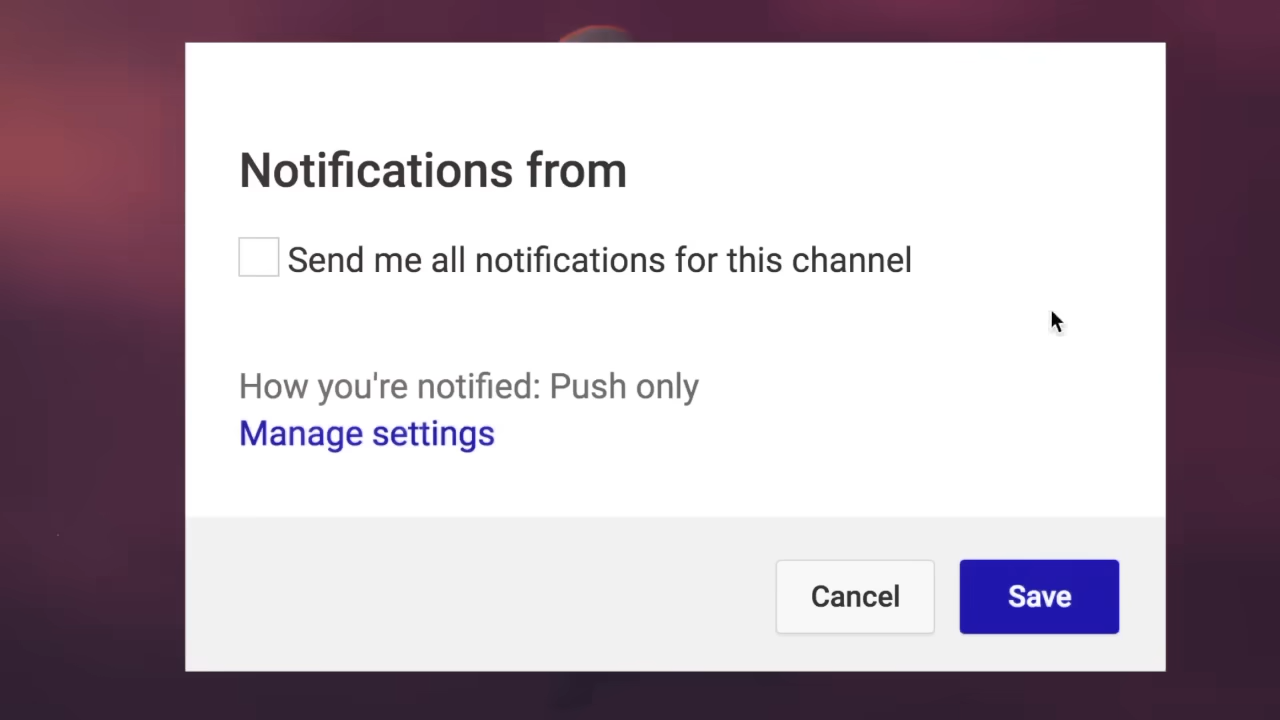 Notifications from
Send me all notifications for this channel
How you're notified: Push only
Manage settings
Cancel Save